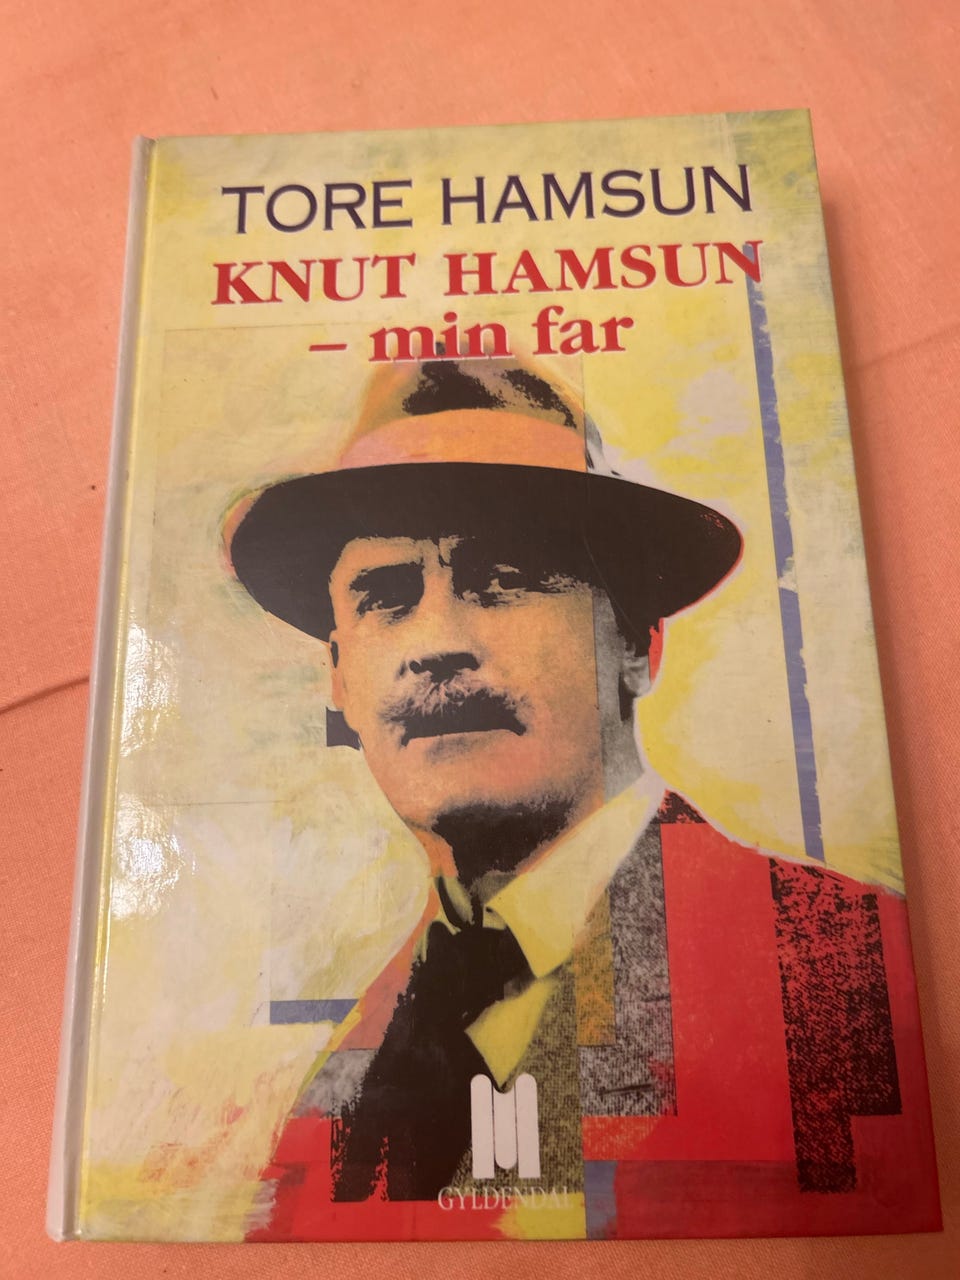 TORE HAMSUN
KNUT HAMSUN
– min far
GYLDENDAL